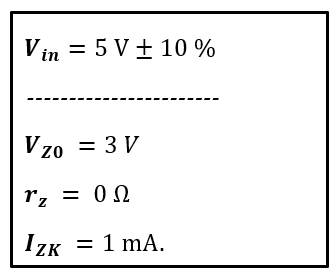 V_in = 5 V ± 10 %
-----------------------
V_Z0 = 3 V
r_z = 0 Ω
I_ZK = 1 mA.